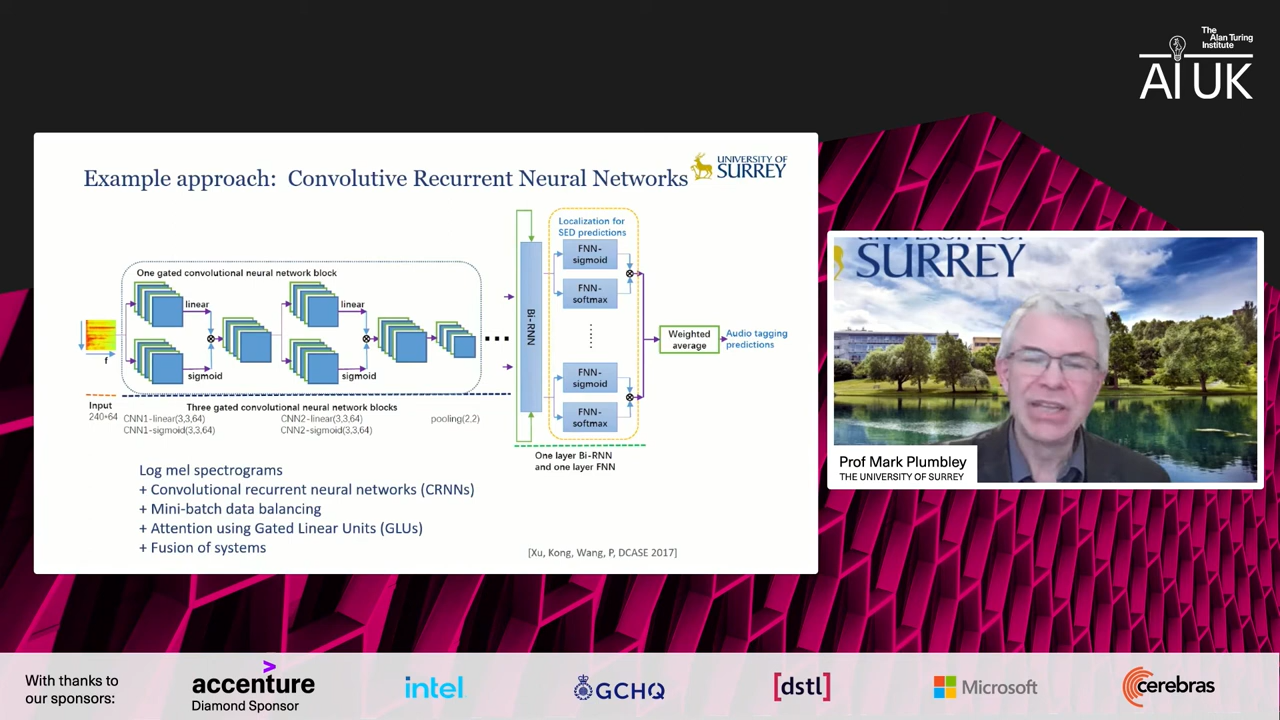 The
Alan Turing
Institute
AI UK
Example approach: Convolutive Recurrent Neural Networks
UNIVERSITY OF
SURREY
Localization for
SED predictions
One gated convolutional neural network block
linear
linear
sigmoid
sigmoid
f
Input
240*64
Three gated convolutional neural network blocks
CNN1-linear(3,3,64)
CNN1-sigmoid(3,3,64)
CNN2-linear(3,3,64)
CNN2-sigmoid(3,3,64)
pooling(2,2)
Bi-RNN
FNN-
sigmoid
FNN-
softmax
FNN-
sigmoid
FNN-
softmax
Weighted
average
Audio tagging
predictions
One layer Bi-RNN
and one layer FNN
Log mel spectrograms
+ Convolutional recurrent neural networks (CRNNs)
+ Mini-batch data balancing
+ Attention using Gated Linear Units (GLUs)
+ Fusion of systems
[Xu, Kong, Wang, P, DCASE 2017]
UNIVERSITY OF
SURREY
Prof Mark Plumbley
THE UNIVERSITY OF SURREY
With thanks to
our sponsors:
accenture
Diamond Sponsor
intel
GCHQ
[dstl]
Microsoft
cerebras